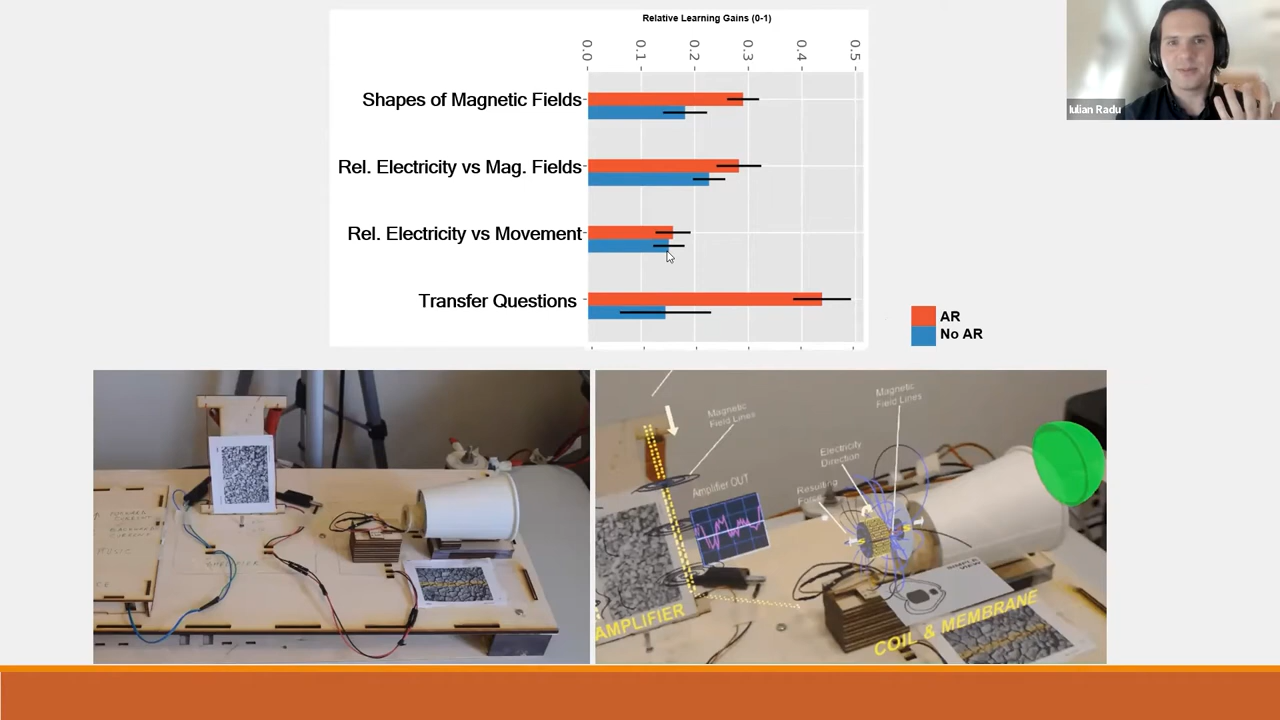 Relative Learning Gains (0-1)
0.0 0.1 0.2 0.3 0.4 0.5
Shapes of Magnetic Fields
Rel. Electricity vs Mag. Fields
Rel. Electricity vs Movement
Transfer Questions
AR
No AR
Iulian Radu
MUSIC
Magnetic
Field Lines
Magnetic
Field Lines
Electricity
Direction
Resulting
Force
Amplifier OUT
AMPLIFIER
COIL & MEMBRANE